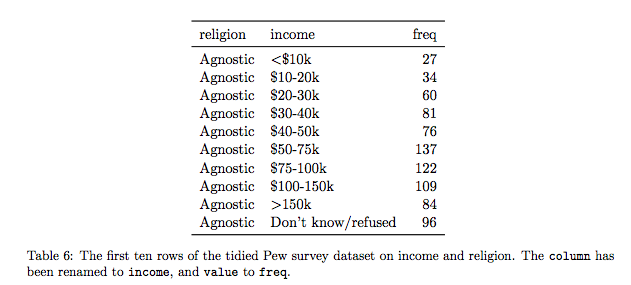 religion income freq
Agnostic <$10k 27
Agnostic $10-20k 34
Agnostic $20-30k 60
Agnostic $30-40k 81
Agnostic $40-50k 76
Agnostic $50-75k 137
Agnostic $75-100k 122
Agnostic $100-150k 109
Agnostic >150k 84
Agnostic Don't know/refused 96
Table 6: The first ten rows of the tidied Pew survey dataset on income and religion. The column has
been renamed to income, and value to freq.